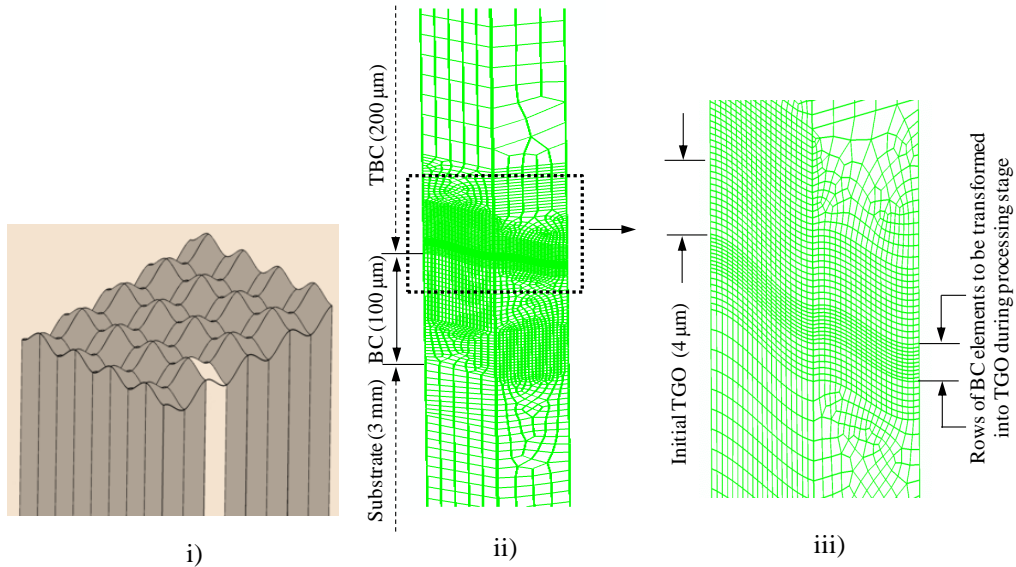 TBC (200 µm)
BC (100 µm)
Substrate (3 mm)
Initial TGO (4 µm)
Rows of BC elements to be transformed
into TGO during processing stage
i)
ii)
iii)